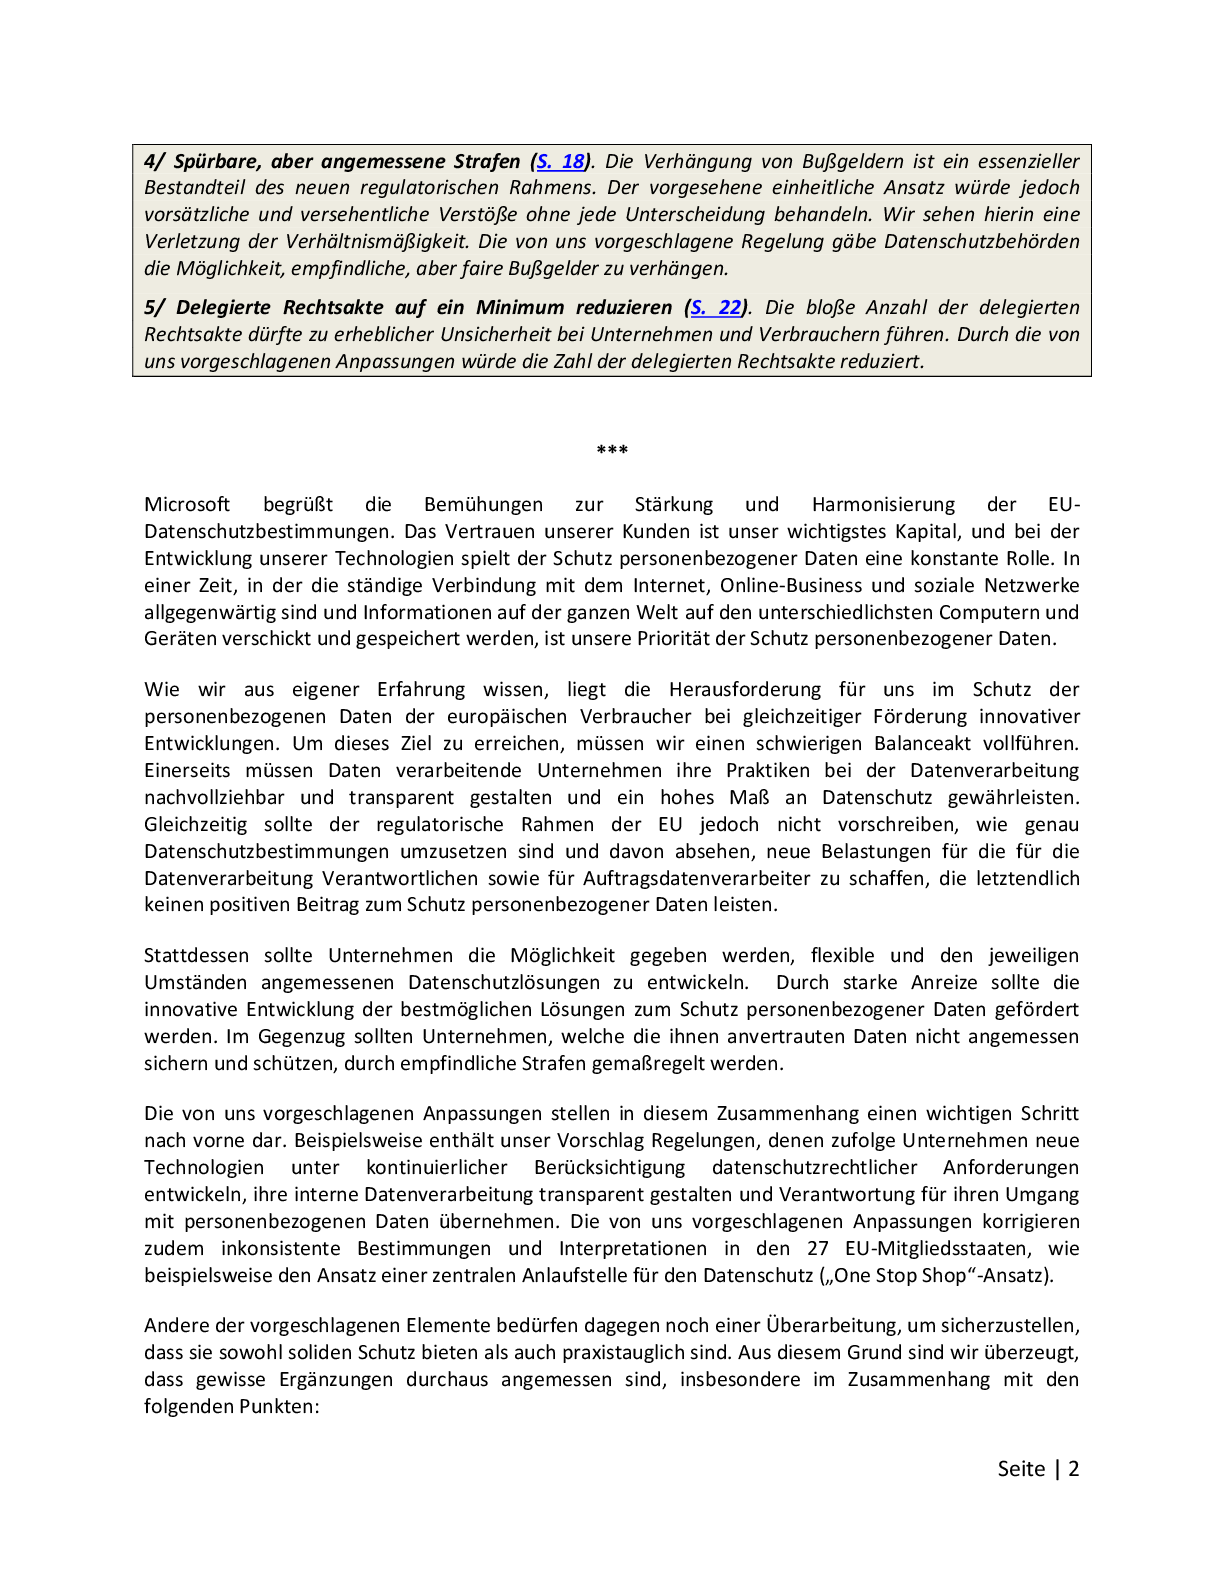 4/ Spürbare, aber angemessene Strafen (S. 18). Die Verhängung von Bußgeldern ist ein essenzieller
Bestandteil des neuen regulatorischen Rahmens. Der vorgesehene einheitliche Ansatz würde jedoch
vorsätzliche und versehentliche Verstöße ohne jede Unterscheidung behandeln. Wir sehen hierin eine
Verletzung der Verhältnismäßigkeit. Die von uns vorgeschlagene Regelung gäbe Datenschutzbehörden
die Möglichkeit, empfindliche, aber faire Bußgelder zu verhängen.
5/ Delegierte Rechtsakte auf ein Minimum reduzieren (S. 22). Die bloße Anzahl der delegierten
Rechtsakte dürfte zu erheblicher Unsicherheit bei Unternehmen und Verbrauchern führen. Durch die von
uns vorgeschlagenen Anpassungen würde die Zahl der delegierten Rechtsakte reduziert.
***
Microsoft begrüßt die Bemühungen zur Stärkung und Harmonisierung der EU-
Datenschutzbestimmungen. Das Vertrauen unserer Kunden ist unser wichtigstes Kapital, und bei der
Entwicklung unserer Technologien spielt der Schutz personenbezogener Daten eine konstante Rolle. In
einer Zeit, in der die ständige Verbindung mit dem Internet, Online-Business und soziale Netzwerke
allgegenwärtig sind und Informationen auf der ganzen Welt auf den unterschiedlichsten Computern und
Geräten verschickt und gespeichert werden, ist unsere Priorität der Schutz personenbezogener Daten.
Wie wir aus eigener Erfahrung wissen, liegt die Herausforderung für uns im Schutz der
personenbezogenen Daten der europäischen Verbraucher bei gleichzeitiger Förderung innovativer
Entwicklungen. Um dieses Ziel zu erreichen, müssen wir einen schwierigen Balanceakt vollführen.
Einerseits müssen Daten verarbeitende Unternehmen ihre Praktiken bei der Datenverarbeitung
nachvollziehbar und transparent gestalten und ein hohes Maß an Datenschutz gewährleisten.
Gleichzeitig sollte der regulatorische Rahmen der EU jedoch nicht vorschreiben, wie genau
Datenschutzbestimmungen umzusetzen sind und davon absehen, neue Belastungen für die für die
Datenverarbeitung Verantwortlichen sowie für Auftragsdatenverarbeiter zu schaffen, die letztendlich
keinen positiven Beitrag zum Schutz personenbezogener Daten leisten.
Stattdessen sollte Unternehmen die Möglichkeit gegeben werden, flexible und den jeweiligen
Umständen angemessenen Datenschutzlösungen zu entwickeln. Durch starke Anreize sollte die
innovative Entwicklung der bestmöglichen Lösungen zum Schutz personenbezogener Daten gefördert
werden. Im Gegenzug sollten Unternehmen, welche die ihnen anvertrauten Daten nicht angemessen
sichern und schützen, durch empfindliche Strafen gemaßregelt werden.
Die von uns vorgeschlagenen Anpassungen stellen in diesem Zusammenhang einen wichtigen Schritt
nach vorne dar. Beispielsweise enthält unser Vorschlag Regelungen, denen zufolge Unternehmen neue
Technologien unter kontinuierlicher Berücksichtigung datenschutzrechtlicher Anforderungen
entwickeln, ihre interne Datenverarbeitung transparent gestalten und Verantwortung für ihren Umgang
mit personenbezogenen Daten übernehmen. Die von uns vorgeschlagenen Anpassungen korrigieren
zudem inkonsistente Bestimmungen und Interpretationen in den 27 EU-Mitgliedsstaaten, wie
beispielsweise den Ansatz einer zentralen Anlaufstelle für den Datenschutz („One Stop Shop“-Ansatz).
Andere der vorgeschlagenen Elemente bedürfen dagegen noch einer Überarbeitung, um sicherzustellen,
dass sie sowohl soliden Schutz bieten als auch praxistauglich sind. Aus diesem Grund sind wir überzeugt,
dass gewisse Ergänzungen durchaus angemessen sind, insbesondere im Zusammenhang mit den
folgenden Punkten:
Seite | 2